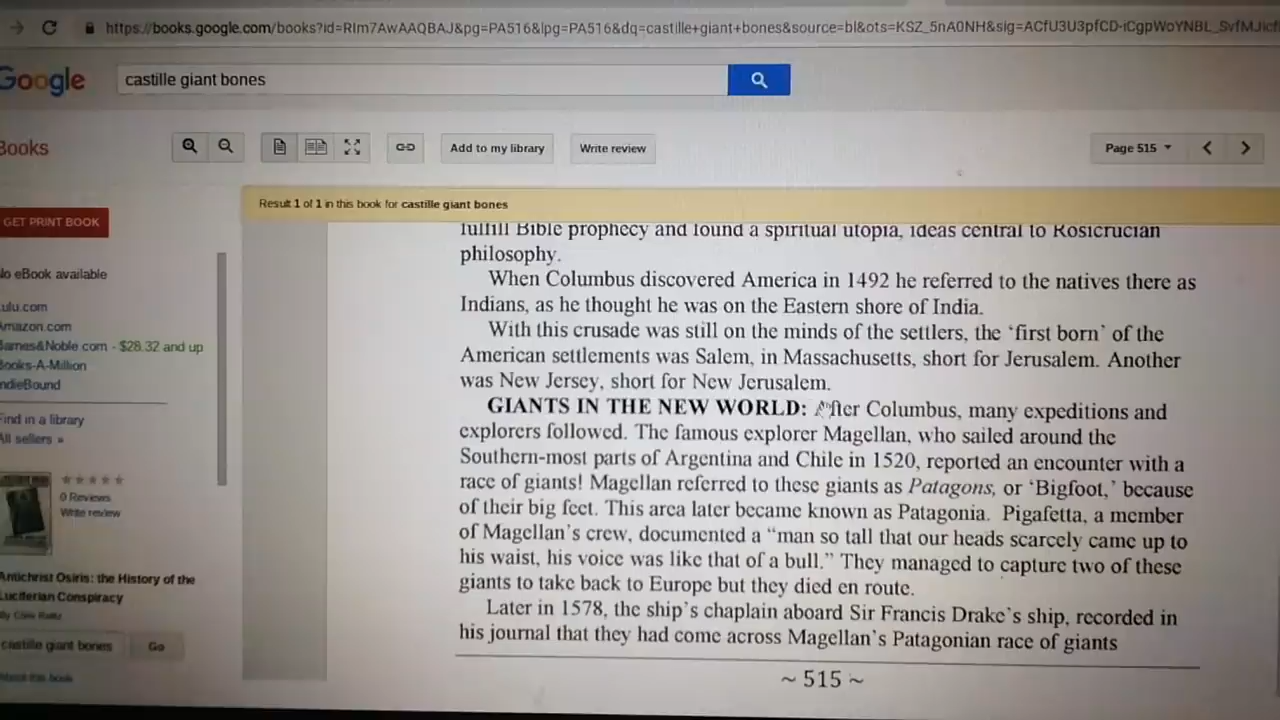 https://books.google.com/books?id=RIm7AwAAQBAJ&pg=PA516&lpg=PA516&dq=castille+giant+bones&source=bl&ots=KSZ_5nA0NH&sig=
Google
castille giant bones
Books
Add to my library
Write review
Page 515
Result 1 of 1 in this book for castille giant bones
GET PRINT BOOK
No eBook available
Lulu.com
Amazon.com
Barnes&Noble.com - $28.32 and up
Books-A-Million
IndieBound
Find in a library
All sellers »
0 Reviews
Write review
Antichrist Osiris: the History of the
Luciferian Conspiracy
castille giant bones
Go
About this book
fulfill Bible prophecy and found a spiritual utopia, ideas central to Rosicrucian
philosophy.
When Columbus discovered America in 1492 he referred to the natives there as
Indians, as he thought he was on the Eastern shore of India.
With this crusade was still on the minds of the settlers, the ‘first born’ of the
American settlements was Salem, in Massachusetts, short for Jerusalem. Another
was New Jersey, short for New Jerusalem.
GIANTS IN THE NEW WORLD: After Columbus, many expeditions and
explorers followed. The famous explorer Magellan, who sailed around the
Southern-most parts of Argentina and Chile in 1520, reported an encounter with a
race of giants! Magellan referred to these giants as Patagons, or ‘Bigfoot,’ because
of their big feet. This area later became known as Patagonia. Pigafetta, a member
of Magellan’s crew, documented a “man so tall that our heads scarcely came up to
his waist, his voice was like that of a bull.” They managed to capture two of these
giants to take back to Europe but they died en route.
Later in 1578, the ship’s chaplain aboard Sir Francis Drake’s ship, recorded in
his journal that they had come across Magellan’s Patagonian race of giants
~ 515 ~